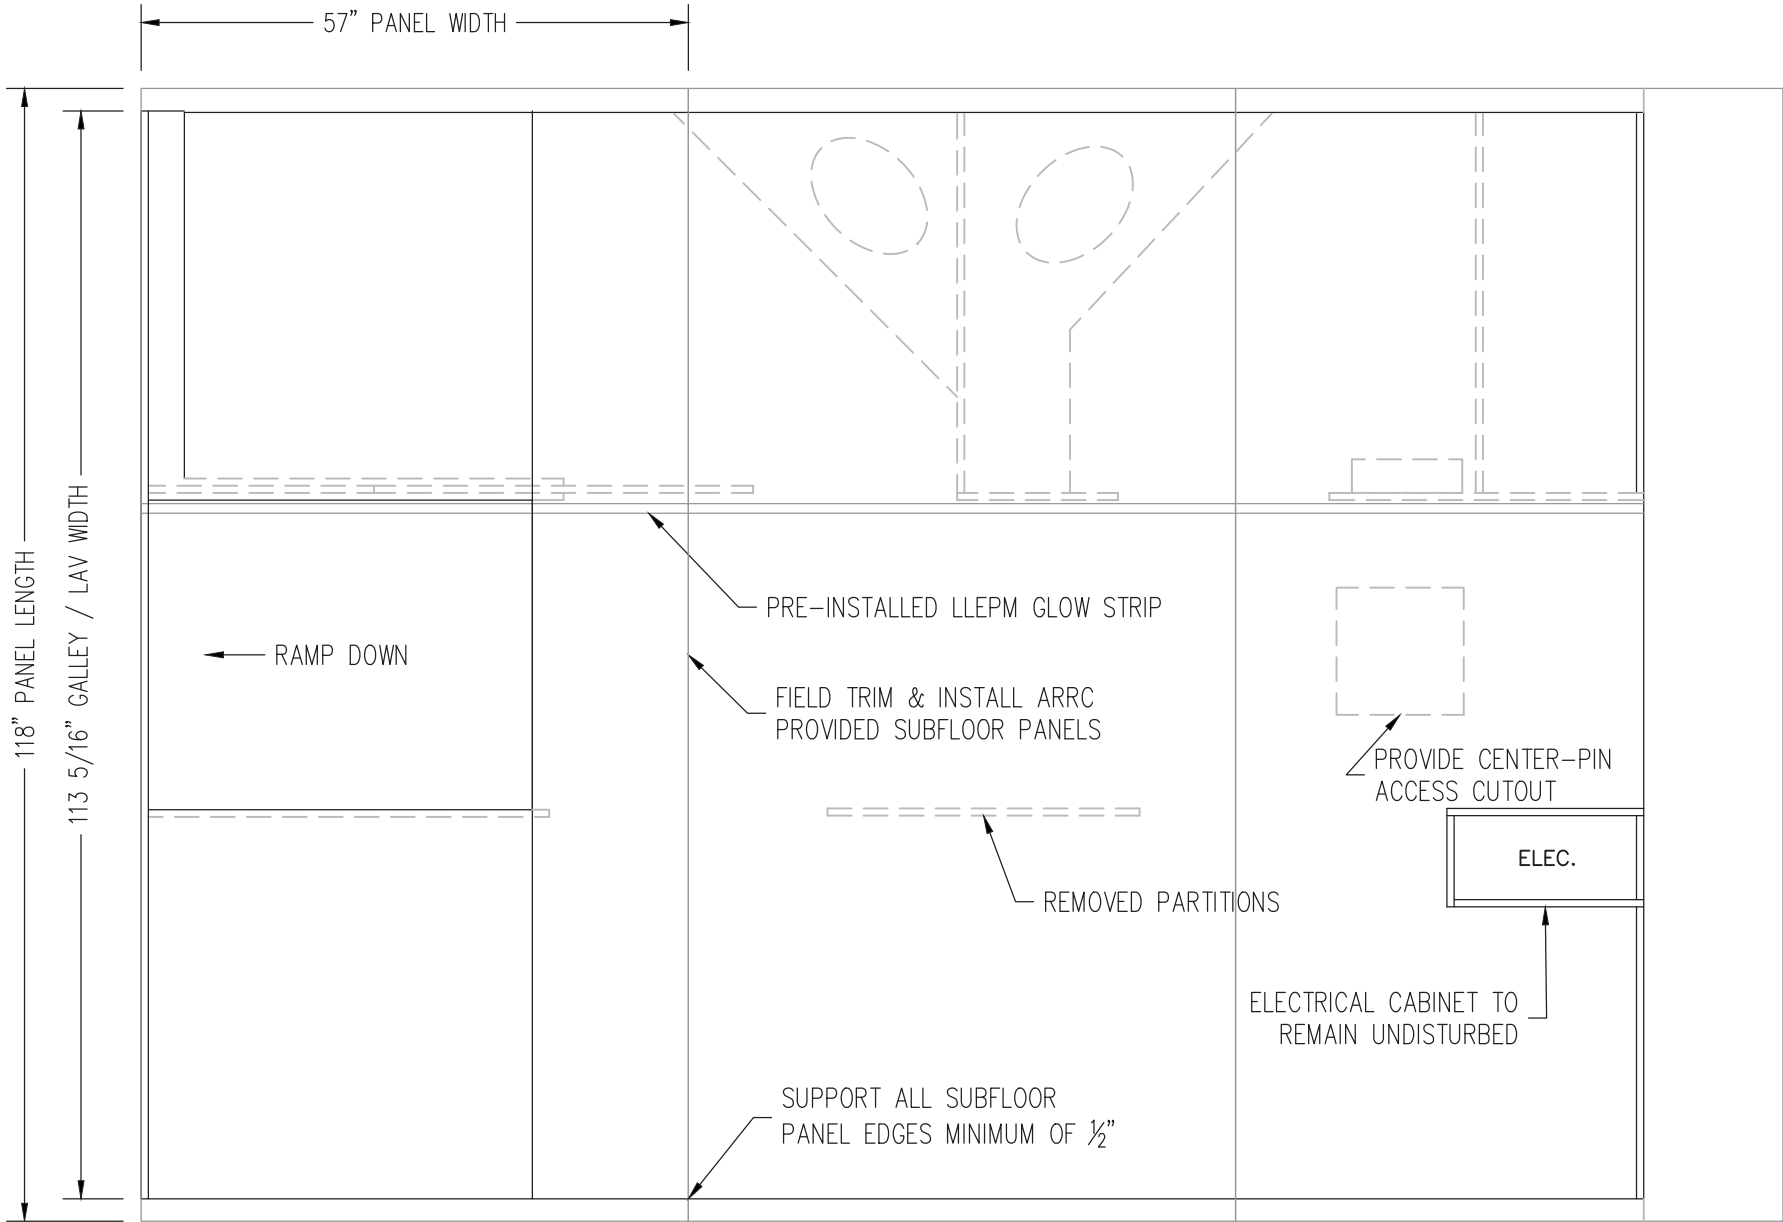 57” PANEL WIDTH
118” PANEL LENGTH
113 5/16” GALLEY / LAV WIDTH
PRE-INSTALLED LLEPM GLOW STRIP
RAMP DOWN
FIELD TRIM & INSTALL ARRC
PROVIDED SUBFLOOR PANELS
PROVIDE CENTER-PIN
ACCESS CUTOUT
ELEC.
REMOVED PARTITIONS
ELECTRICAL CABINET TO
REMAIN UNDISTURBED
SUPPORT ALL SUBFLOOR
PANEL EDGES MINIMUM OF ½”